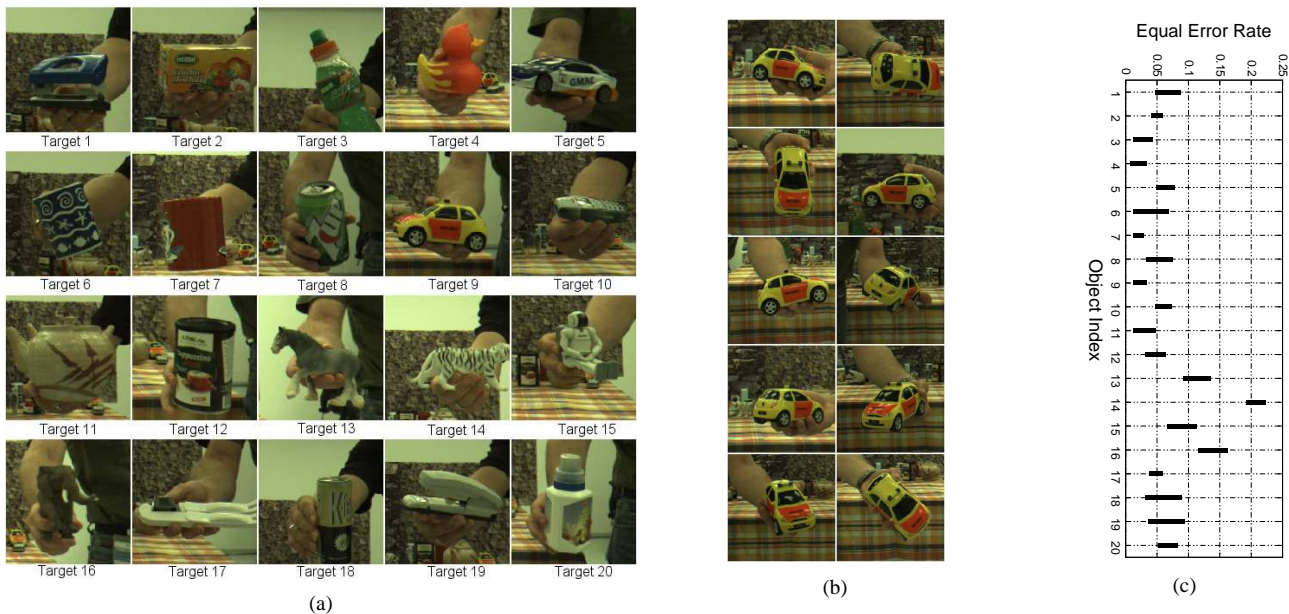 Target 1 Target 2 Target 3 Target 4 Target 5
GMAC
Target 6 Target 7 Target 8 Target 9 Target 10
Target 11 Target 12 Target 13 Target 14 Target 15
Target 16 Target 17 Target 18 Target 19 Target 20
(a)
(b)
Equal Error Rate
0 0.05 0.1 0.15 0.2 0.25
1
2
3
4
5
6
7
8
9
10
11
12
13
14
15
16
17
18
19
20
Object Index
(c)